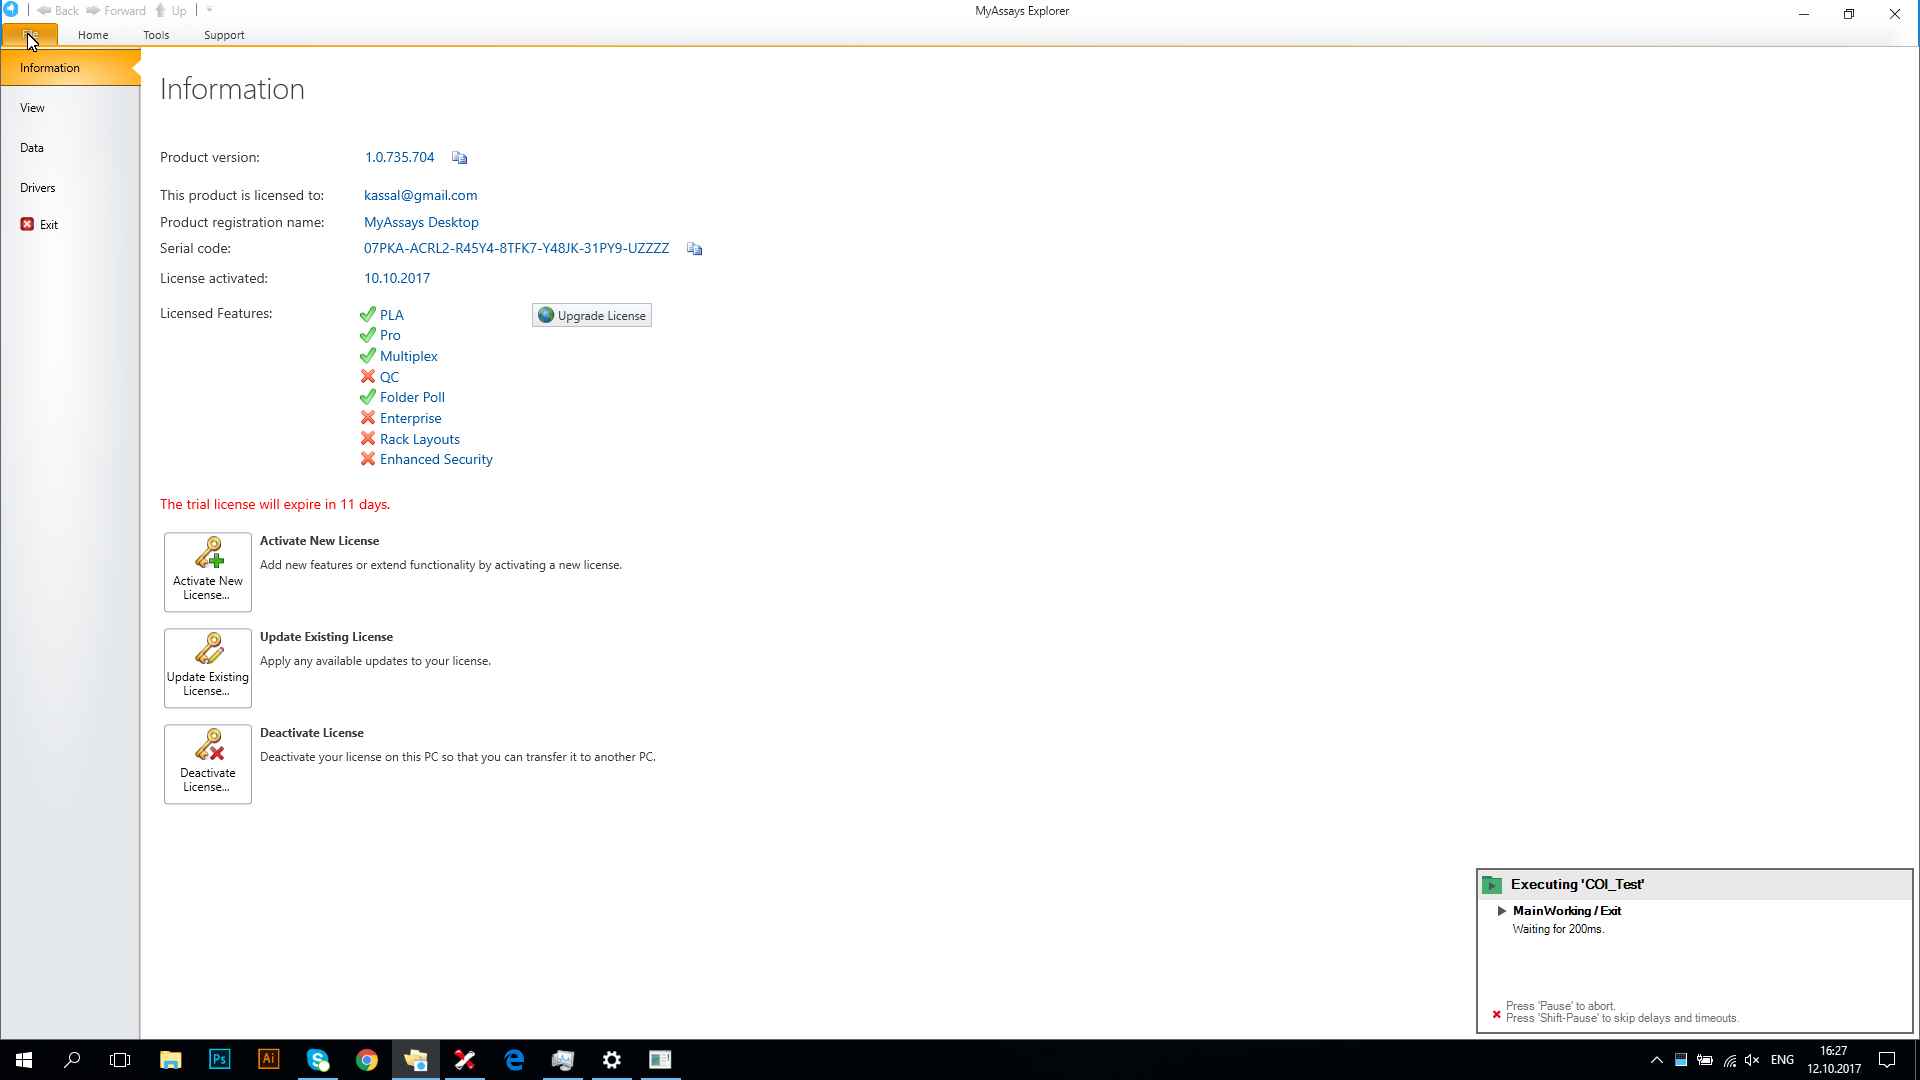 Back Forward Up
MyAssays Explorer
File Home Tools Support
Information
View
Data
Drivers
Exit
Information
Product version: 1.0.735.704
This product is licensed to: kassal@gmail.com
Product registration name: MyAssays Desktop
Serial code: 07PKA-ACRL2-R45Y4-8TFK7-Y48JK-31PY9-UZZZZ
License activated: 10.10.2017
Licensed Features: PLA Upgrade License
Pro
Multiplex
QC
Folder Poll
Enterprise
Rack Layouts
Enhanced Security
The trial license will expire in 11 days.
Activate New License...
Activate New License
Add new features or extend functionality by activating a new license.
Update Existing License...
Update Existing License
Apply any available updates to your license.
Deactivate License...
Deactivate License
Deactivate your license on this PC so that you can transfer it to another PC.
Executing 'COI_Test'
MainWorking / Exit
Waiting for 200ms.
Press 'Pause' to abort.
Press 'Shift-Pause' to skip delays and timeouts.
Ps Ai
ENG
16:27
12.10.2017